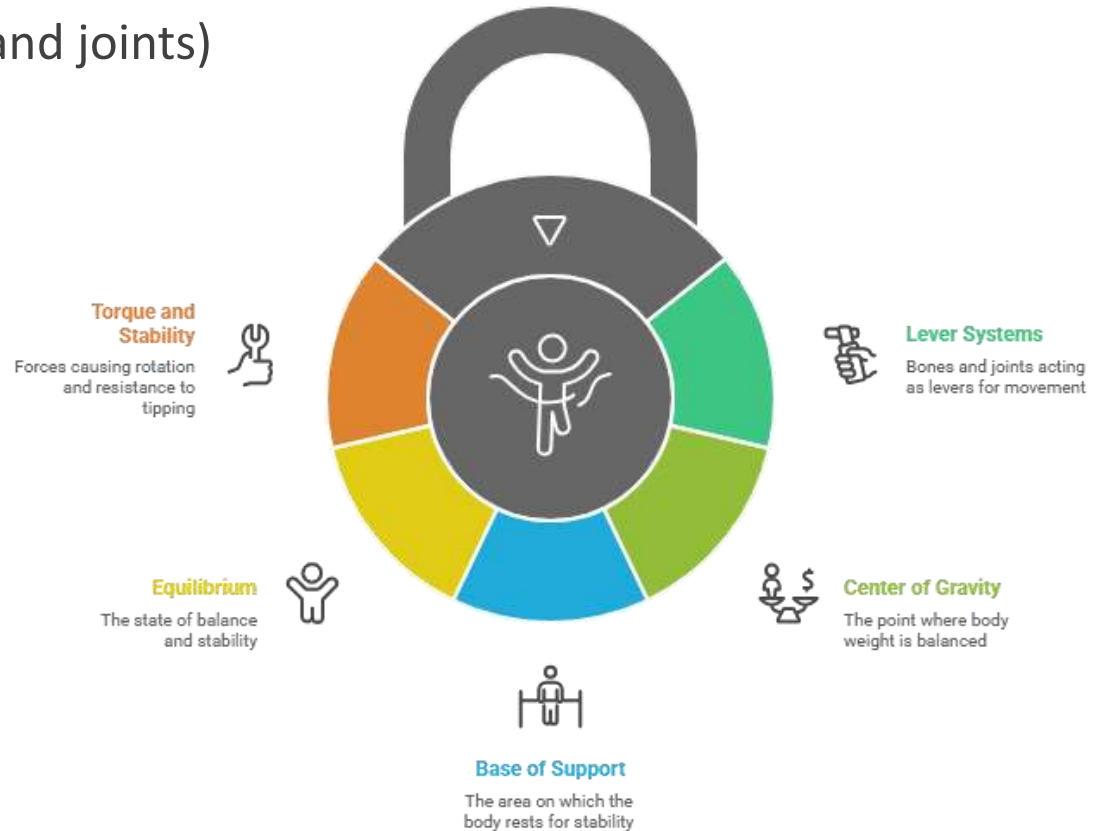 and joints)
Torque and
Stability
Forces causing rotation
and resistance to
tipping
Lever Systems
Bones and joints acting
as levers for movement
Equilibrium
The state of balance
and stability
$
Center of Gravity
The point where body
weight is balanced
Base of Support
The area on which the
body rests for stability